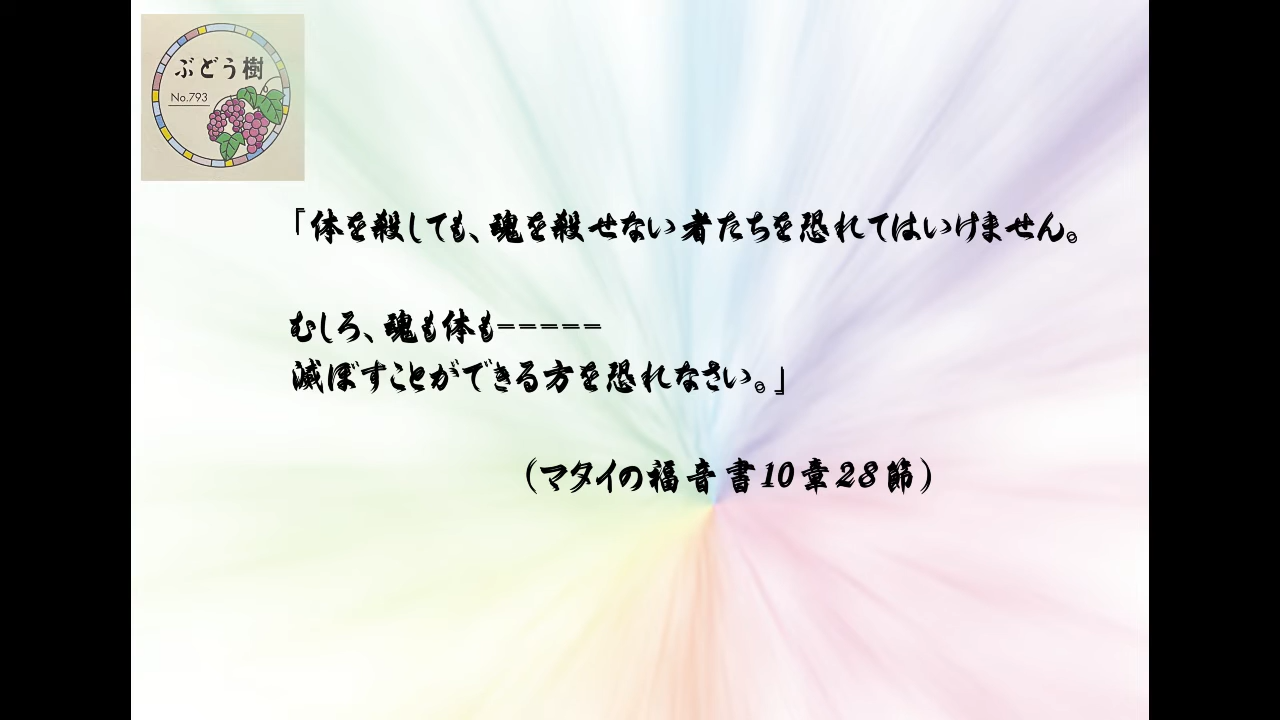 ぶどう樹
No.793
「体を殺しても、魂を殺せない者たちを恐れてはいけません。
むしろ、魂も体も=====
滅ぼすことができる方を恐れなさい。」
(マタイの福音書10章28節)